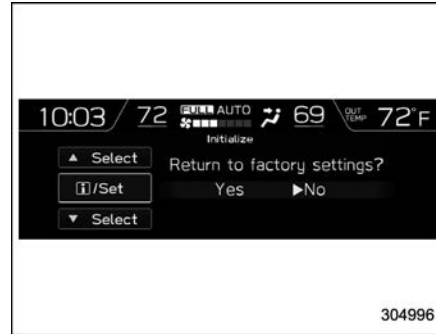 10:03 72 FULL AUTO 69 OUT TEMP 72°F
Initialize
▲ Select
Return to factory settings?
i/Set
Yes ▶No
▼ Select
304996